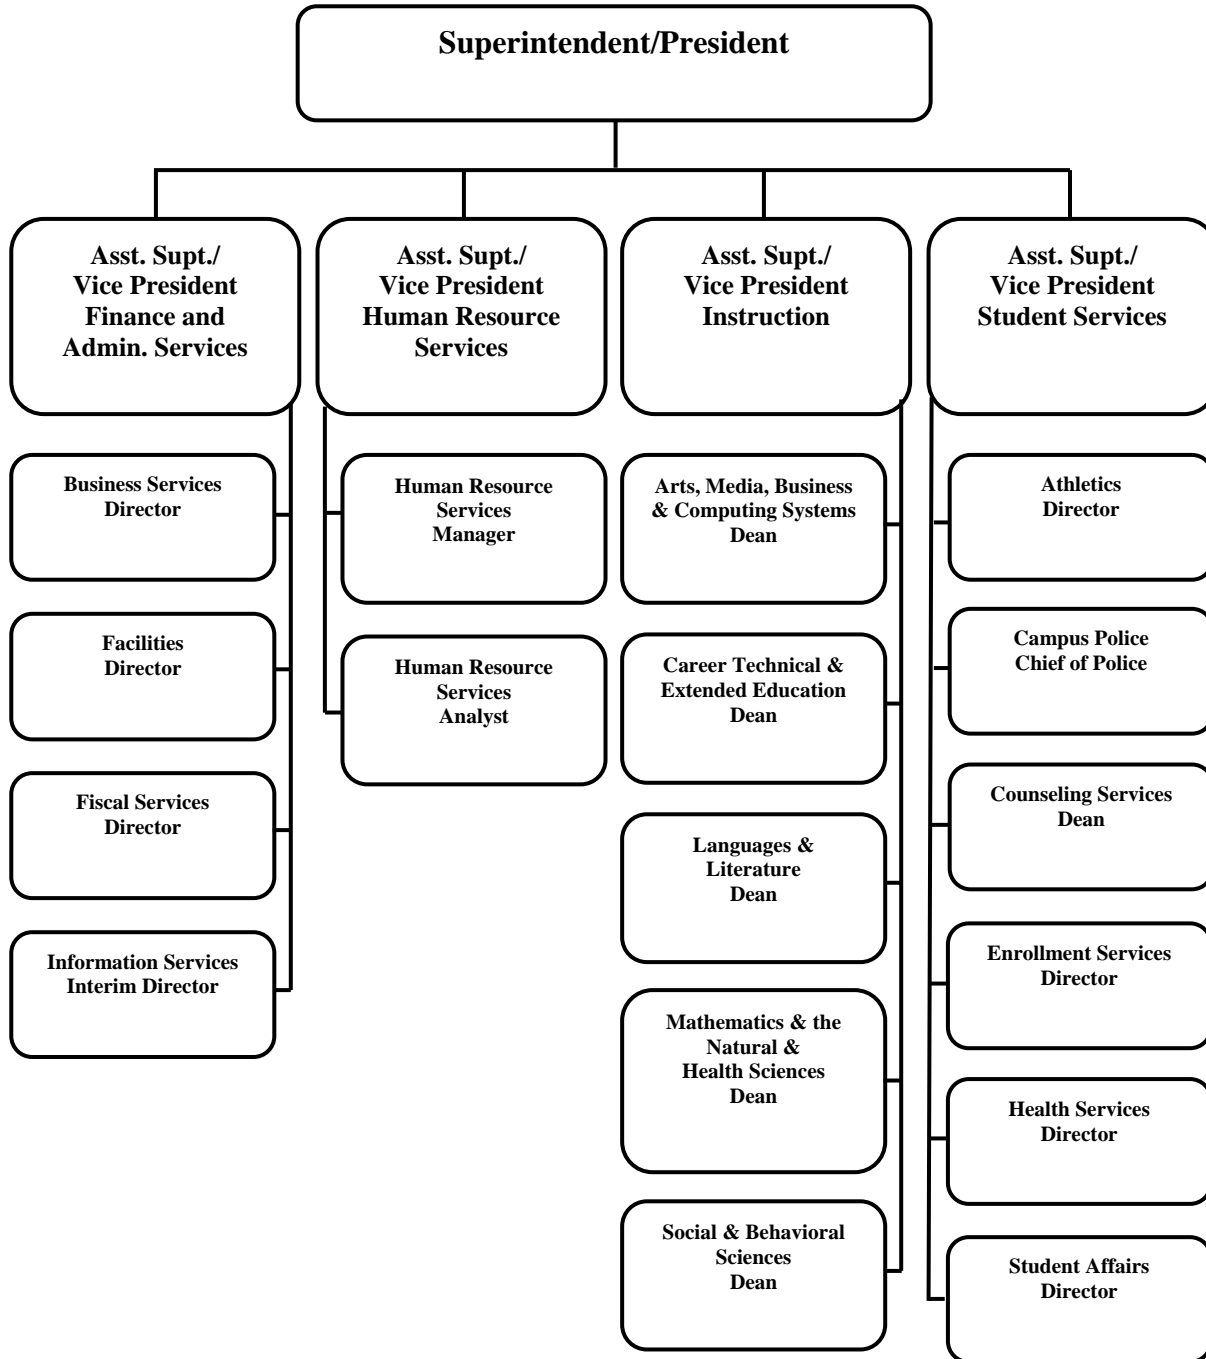 Superintendent/President
Asst. Supt./
Vice President
Finance and
Admin. Services
Asst. Supt./
Vice President
Human Resource
Services
Asst. Supt./
Vice President
Instruction
Asst. Supt./
Vice President
Student Services
Business Services
Director
Facilities
Director
Fiscal Services
Director
Information Services
Interim Director
Human Resource
Services
Manager
Human Resource
Services
Analyst
Arts, Media, Business
& Computing Systems
Dean
Career Technical &
Extended Education
Dean
Languages &
Literature
Dean
Mathematics & the
Natural &
Health Sciences
Dean
Social & Behavioral
Sciences
Dean
Athletics
Director
Campus Police
Chief of Police
Counseling Services
Dean
Enrollment Services
Director
Health Services
Director
Student Affairs
Director